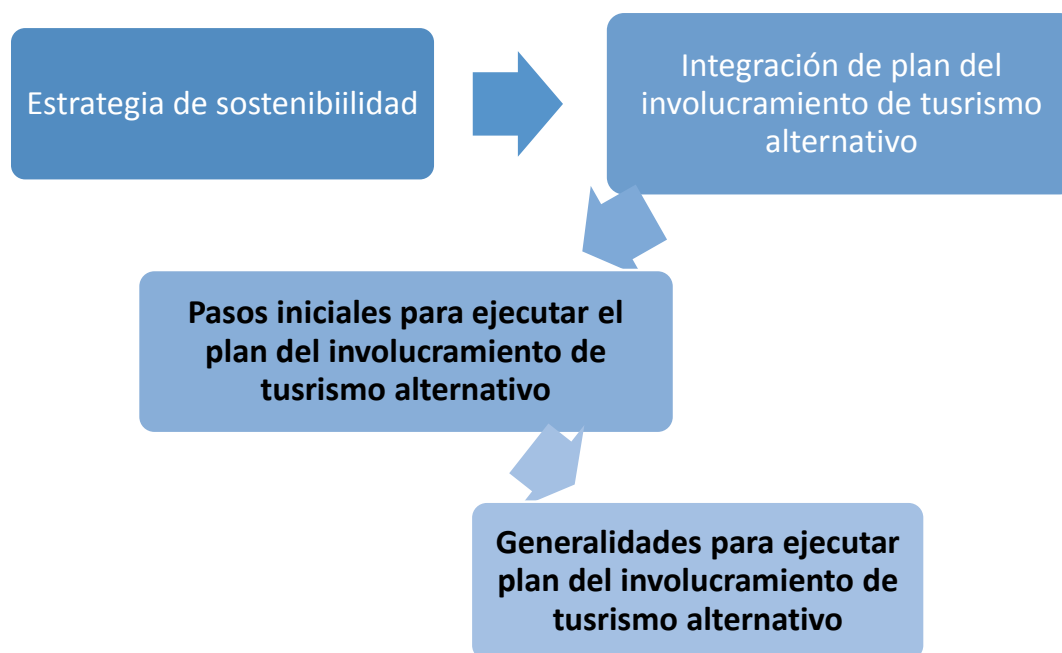 Estrategia de sostenibiilidad
Integración de plan del
involucramiento de tusrismo
alternativo
Pasos iniciales para ejecutar el
plan del involucramiento de
tusrismo alternativo
Generalidades para ejecutar
plan del involucramiento de
tusrismo alternativo